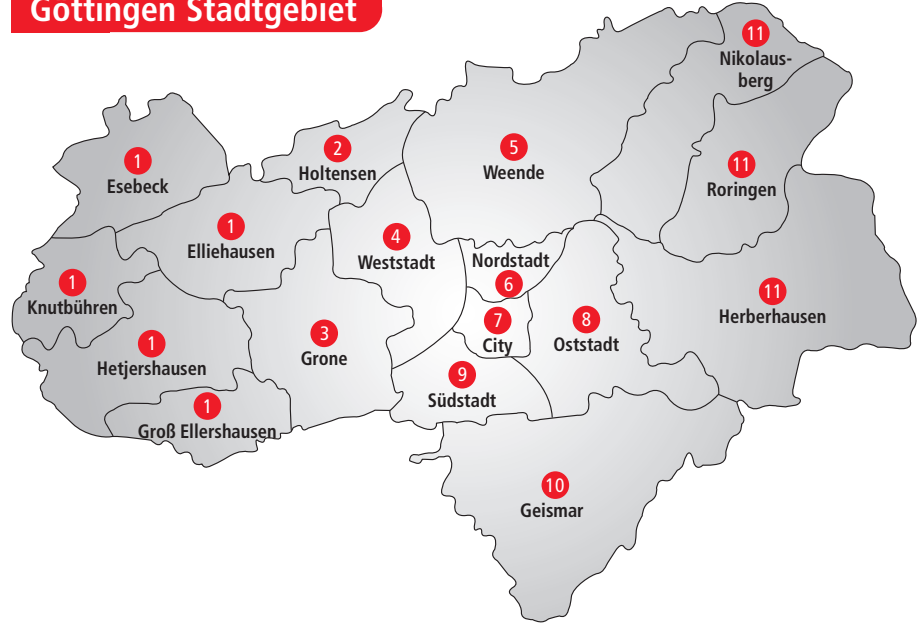 Göttingen Stadtgebiet
11
Nikolaus-
berg
1
Esebeck
2
Holtensen
5
Weende
11
Roringen
1
Elliehausen
4
Weststadt
Nordstadt
6
1
Knutbühren
11
Herberhausen
3
Grone
7
City
8
Oststadt
1
Hetjershausen
9
Südstadt
1
Groß Ellershausen
10
Geismar